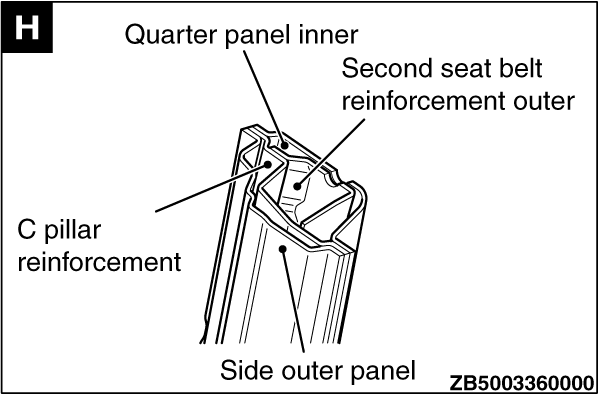 H
Quarter panel inner
Second seat belt
reinforcement outer
C pillar
reinforcement
Side outer panel
ZB5003360000